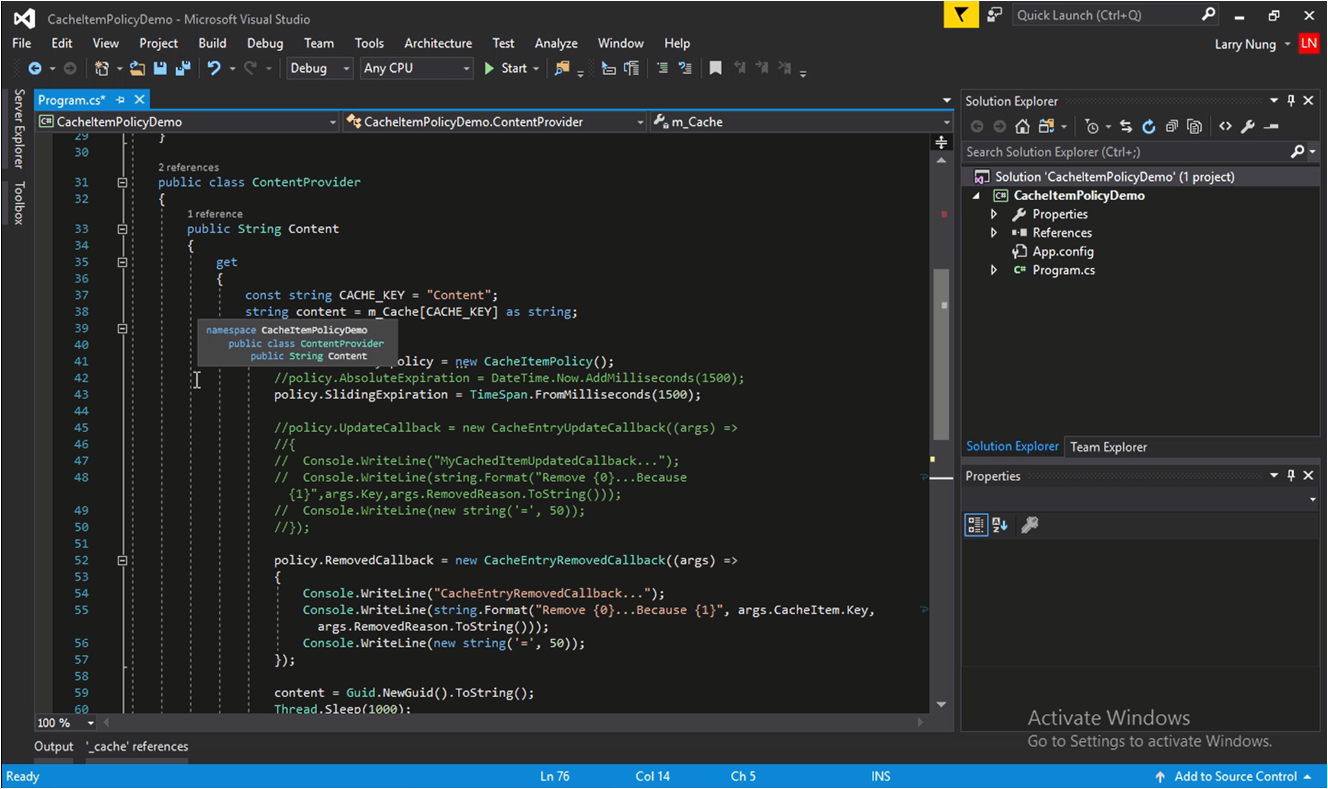 CacheItemPolicyDemo - Microsoft Visual Studio
Quick Launch (Ctrl+Q)
File Edit View Project Build Debug Team Tools Architecture Test Analyze Window Help
Larry Nung LN
Debug Any CPU Start
Server Explorer
Toolbox
Program.cs*
CacheItemPolicyDemo CacheItemPolicyDemo.ContentProvider m_Cache
29 }
30
2 references
31 public class ContentProvider
32 {
1 reference
33 public String Content
34 {
35 get
36 {
37 const string CACHE_KEY = "Content";
38 string content = m_Cache[CACHE_KEY] as string;
39
namespace CacheItemPolicyDemo
public class ContentProvider
public String Content
40
41 policy = new CacheItemPolicy();
42 //policy.AbsoluteExpiration = DateTime.Now.AddMilliseconds(1500);
43 policy.SlidingExpiration = TimeSpan.FromMilliseconds(1500);
44
45 //policy.UpdateCallback = new CacheEntryUpdateCallback((args) =>
46 //{
47 // Console.WriteLine("MyCachedItemUpdatedCallback...");
48 // Console.WriteLine(string.Format("Remove {0}...Because
{1}",args.Key,args.RemovedReason.ToString()));
49 // Console.WriteLine(new string('=', 50));
50 //});
51
52 policy.RemovedCallback = new CacheEntryRemovedCallback((args) =>
53 {
54 Console.WriteLine("CacheEntryRemovedCallback...");
55 Console.WriteLine(string.Format("Remove {0}...Because {1}", args.CacheItem.Key,
args.RemovedReason.ToString()));
56 Console.WriteLine(new string('=', 50));
57 });
58
59 content = Guid.NewGuid().ToString();
60 Thread.Sleep(1000);
100 %
Output '_cache' references
Solution Explorer
Search Solution Explorer (Ctrl+;)
Solution 'CacheItemPolicyDemo' (1 project)
C# CacheItemPolicyDemo
Properties
References
App.config
C# Program.cs
Solution Explorer Team Explorer
Properties
Activate Windows
Go to Settings to activate Windows.
Ready Ln 76 Col 14 Ch 5 INS Add to Source Control